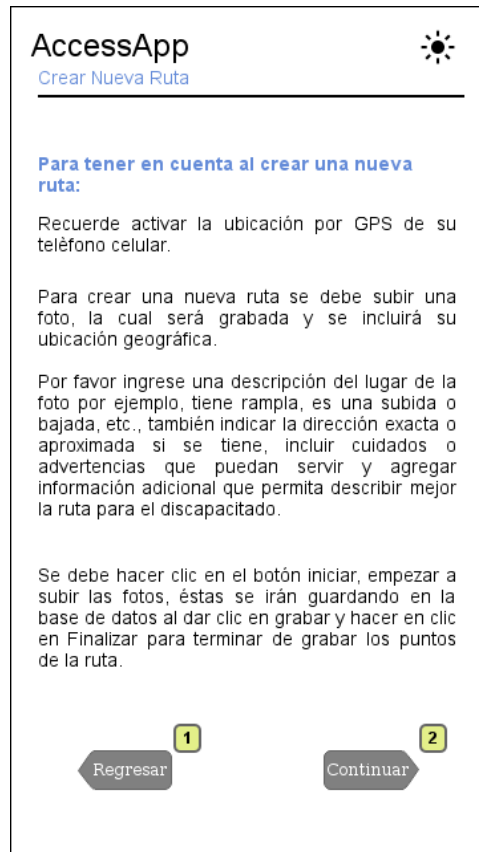 AccessApp
Crear Nueva Ruta
Para tener en cuenta al crear una nueva
ruta:
Recuerde activar la ubicación por GPS de su
telèfono celular.
Para crear una nueva ruta se debe subir una
foto, la cual será grabada y se incluirá su
ubicación geográfica.
Por favor ingrese una descripción del lugar de la
foto por ejemplo, tiene rampla, es una subida o
bajada, etc., también indicar la dirección exacta o
aproximada si se tiene, incluir cuidados o
advertencias que puedan servir y agregar
información adicional que permita describir mejor
la ruta para el discapacitado.
Se debe hacer clic en el botón iniciar, empezar a
subir las fotos, éstas se irán guardando en la
base de datos al dar clic en grabar y hacer en clic
en Finalizar para terminar de grabar los puntos
de la ruta.
1 2
Regresar Continuar